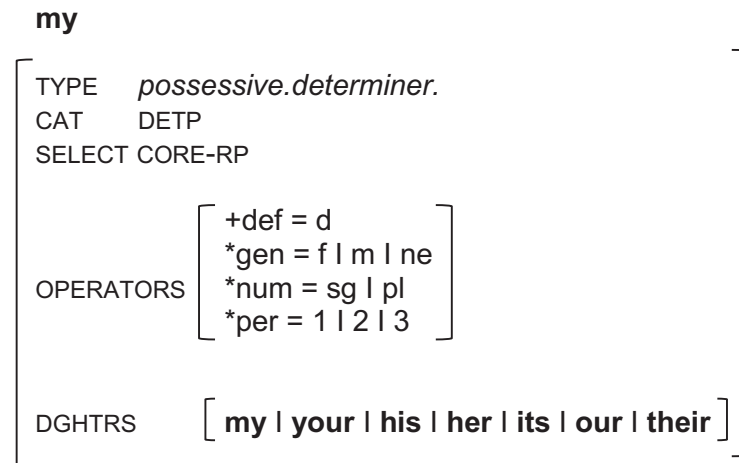 my
TYPE possessive.determiner.
CAT DETP
SELECT CORE-RP
+def = d
*gen = f I m I ne
OPERATORS
*num = sg I pl
*per = 1 I 2 I 3
DGHTRS [ my I your I his I her I its I our I their ]